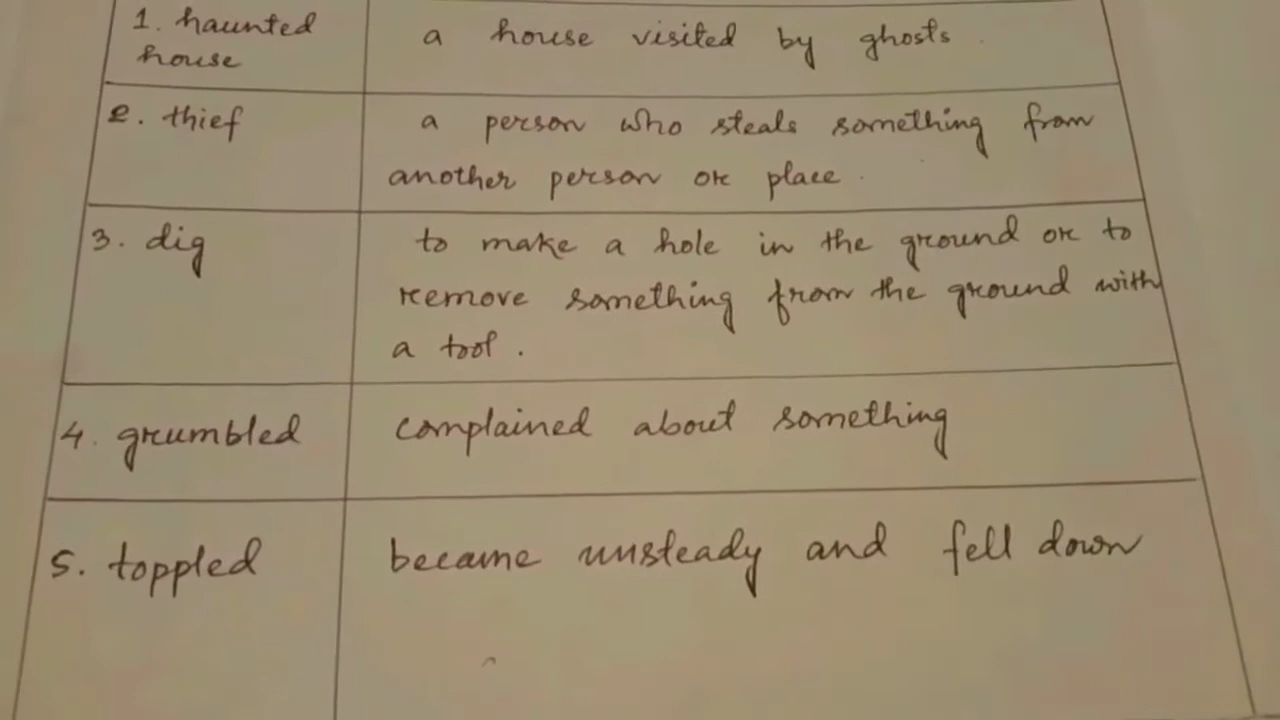 1. haunted
house
a house visited by ghosts
2. thief
a person who steals something from
another person or place.
3. dig
to make a hole in the ground or to
remove something from the ground with
a tool.
4. grumbled
complained about something
5. toppled
became unsteady and fell down